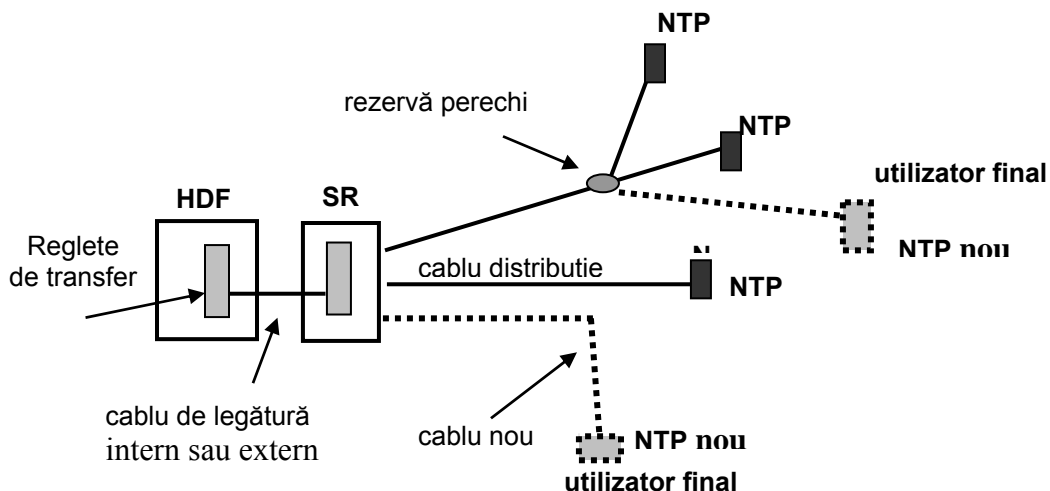 NTP
rezervă perechi
NTP
utilizator final
HDF
SR
NTP nou
Reglete
de transfer
cablu distributie
NTP
cablu de legătură
intern sau extern
cablu nou
NTP nou
utilizator final